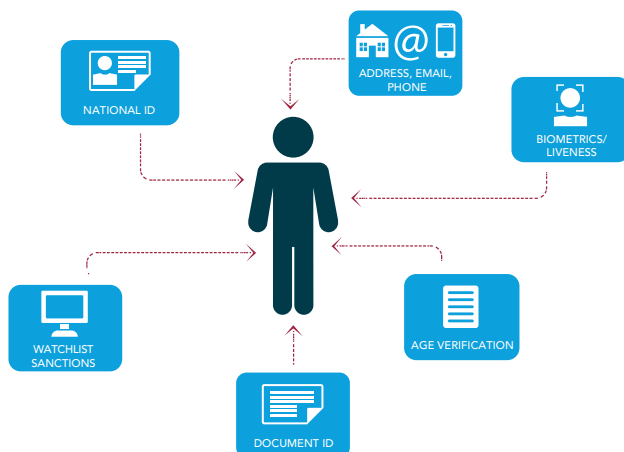 NATIONAL ID
@
ADDRESS, EMAIL,
PHONE
BIOMETRICS/
LIVENESS
WATCHLIST
SANCTIONS
AGE VERIFICATION
DOCUMENT ID